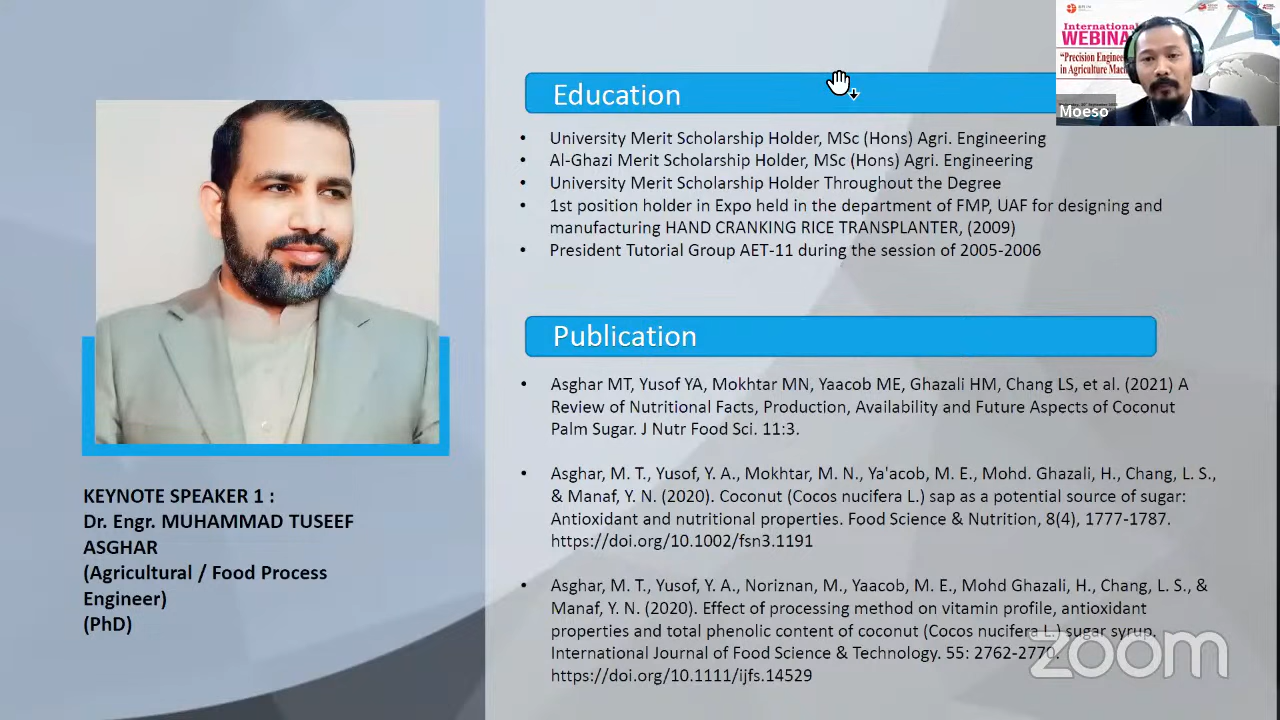 KEYNOTE SPEAKER 1 :
Dr. Engr. MUHAMMAD TUSEEF
ASGHAR
(Agricultural / Food Process
Engineer)
(PhD)
Education
• University Merit Scholarship Holder, MSc (Hons) Agri. Engineering
• Al-Ghazi Merit Scholarship Holder, MSc (Hons) Agri. Engineering
• University Merit Scholarship Holder Throughout the Degree
• 1st position holder in Expo held in the department of FMP, UAF for designing and
manufacturing HAND CRANKING RICE TRANSPLANTER, (2009)
• President Tutorial Group AET-11 during the session of 2005-2006
Publication
• Asghar MT, Yusof YA, Mokhtar MN, Yaacob ME, Ghazali HM, Chang LS, et al. (2021) A
Review of Nutritional Facts, Production, Availability and Future Aspects of Coconut
Palm Sugar. J Nutr Food Sci. 11:3.
• Asghar, M. T., Yusof, Y. A., Mokhtar, M. N., Ya'acob, M. E., Mohd. Ghazali, H., Chang, L. S.,
& Manaf, Y. N. (2020). Coconut (Cocos nucifera L.) sap as a potential source of sugar:
Antioxidant and nutritional properties. Food Science & Nutrition, 8(4), 1777-1787.
https://doi.org/10.1002/fsn3.1191
• Asghar, M. T., Yusof, Y. A., Noriznan, M., Yaacob, M. E., Mohd Ghazali, H., Chang, L. S., &
Manaf, Y. N. (2020). Effect of processing method on vitamin profile, antioxidant
properties and total phenolic content of coconut (Cocos nucifera L.) sugar syrup.
International Journal of Food Science & Technology. 55: 2762-2770.
https://doi.org/10.1111/ijfs.14529
International
"Precision
in Agriculture
Moeso
zoom